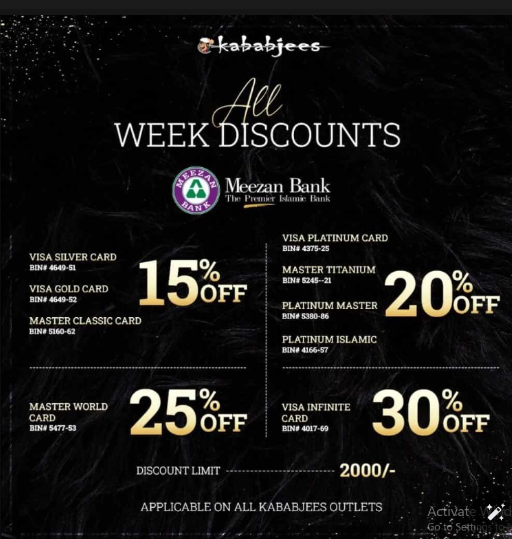 kababjees
All
WEEK DISCOUNTS
MEEZAN BANK
Meezan Bank
The Premier Islamic Bank
VISA SILVER CARD
BIN# 4649-51
VISA GOLD CARD
BIN# 4649-52
MASTER CLASSIC CARD
BIN# 5160-62
15% OFF
VISA PLATINUM CARD
BIN# 4375-25
MASTER TITANIUM
BIN# 5245--21
PLATINUM MASTER
BIN# 5380-86
PLATINUM ISLAMIC
BIN# 4166-57
20% OFF
MASTER WORLD
CARD
BIN# 5477-53
25% OFF
VISA INFINITE
CARD
BIN# 4017-69
30% OFF
DISCOUNT LIMIT ---------------------- 2000/-
APPLICABLE ON ALL KABABJEES OUTLETS
Activate
Go to Settings to